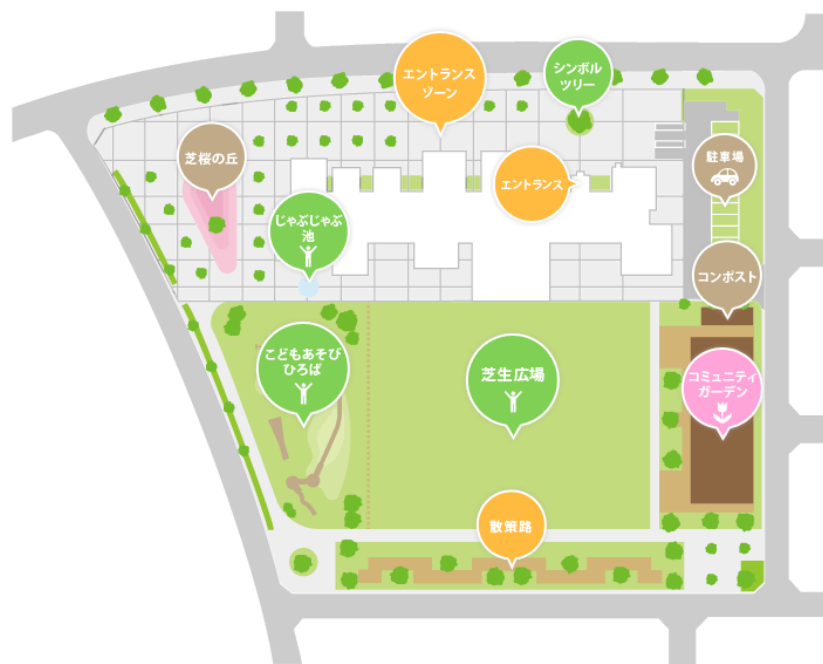 エントランス
ゾーン
シンボル
ツリー
芝桜の丘
駐車場
エントランス
じゃぶじゃぶ
池
コンポスト
こどもあそび
ひろば
芝生広場
コミュニティ
ガーデン
散策路